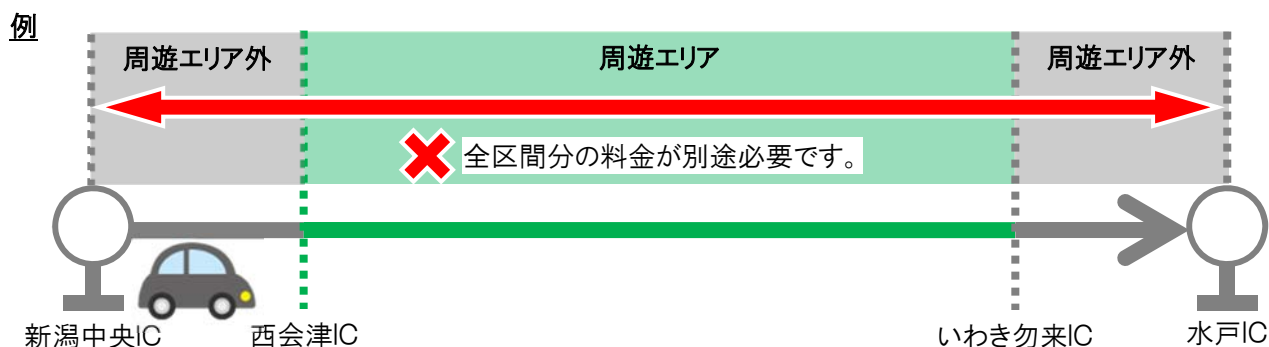 例
周遊エリア外
周遊エリア
周遊エリア外
全区間分の料金が別途必要です。
新潟中央IC
西会津IC
いわき勿来IC
水戸IC